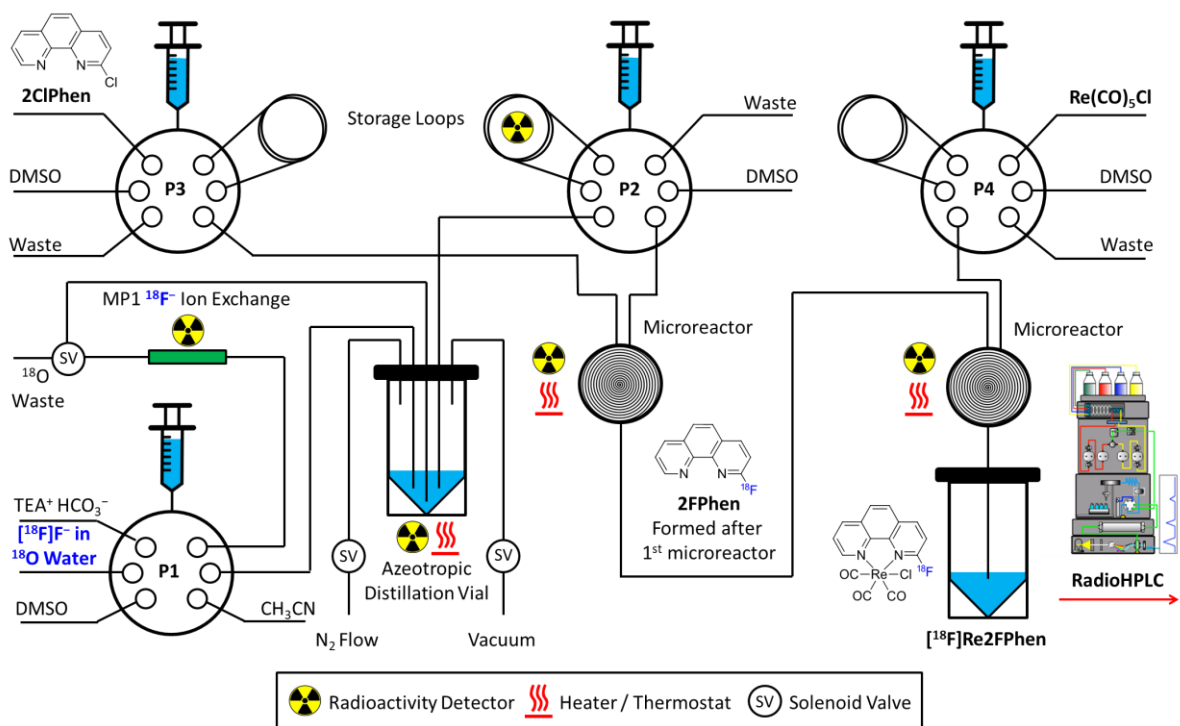 N
N
Cl
2ClPhen
DMSO
Waste
P3
Storage Loops
P2
Waste
DMSO
P4
Re(CO)₅Cl
DMSO
Waste
MP1 ¹⁸F⁻ Ion Exchange
SV
¹⁸O
Waste
TEA⁺ HCO₃⁻
[¹⁸F]F⁻ in
¹⁸O Water
DMSO
P1
CH₃CN
SV
N₂ Flow
Azeotropic
Distillation Vial
SV
Vacuum
Microreactor
N
N
¹⁸F
2FPhen
Formed after
1st microreactor
Microreactor
N
N
¹⁸F
OC
Re
Cl
OC
CO
[¹⁸F]Re2FPhen
RadioHPLC
Radioactivity Detector
Heater / Thermostat
SV
Solenoid Valve